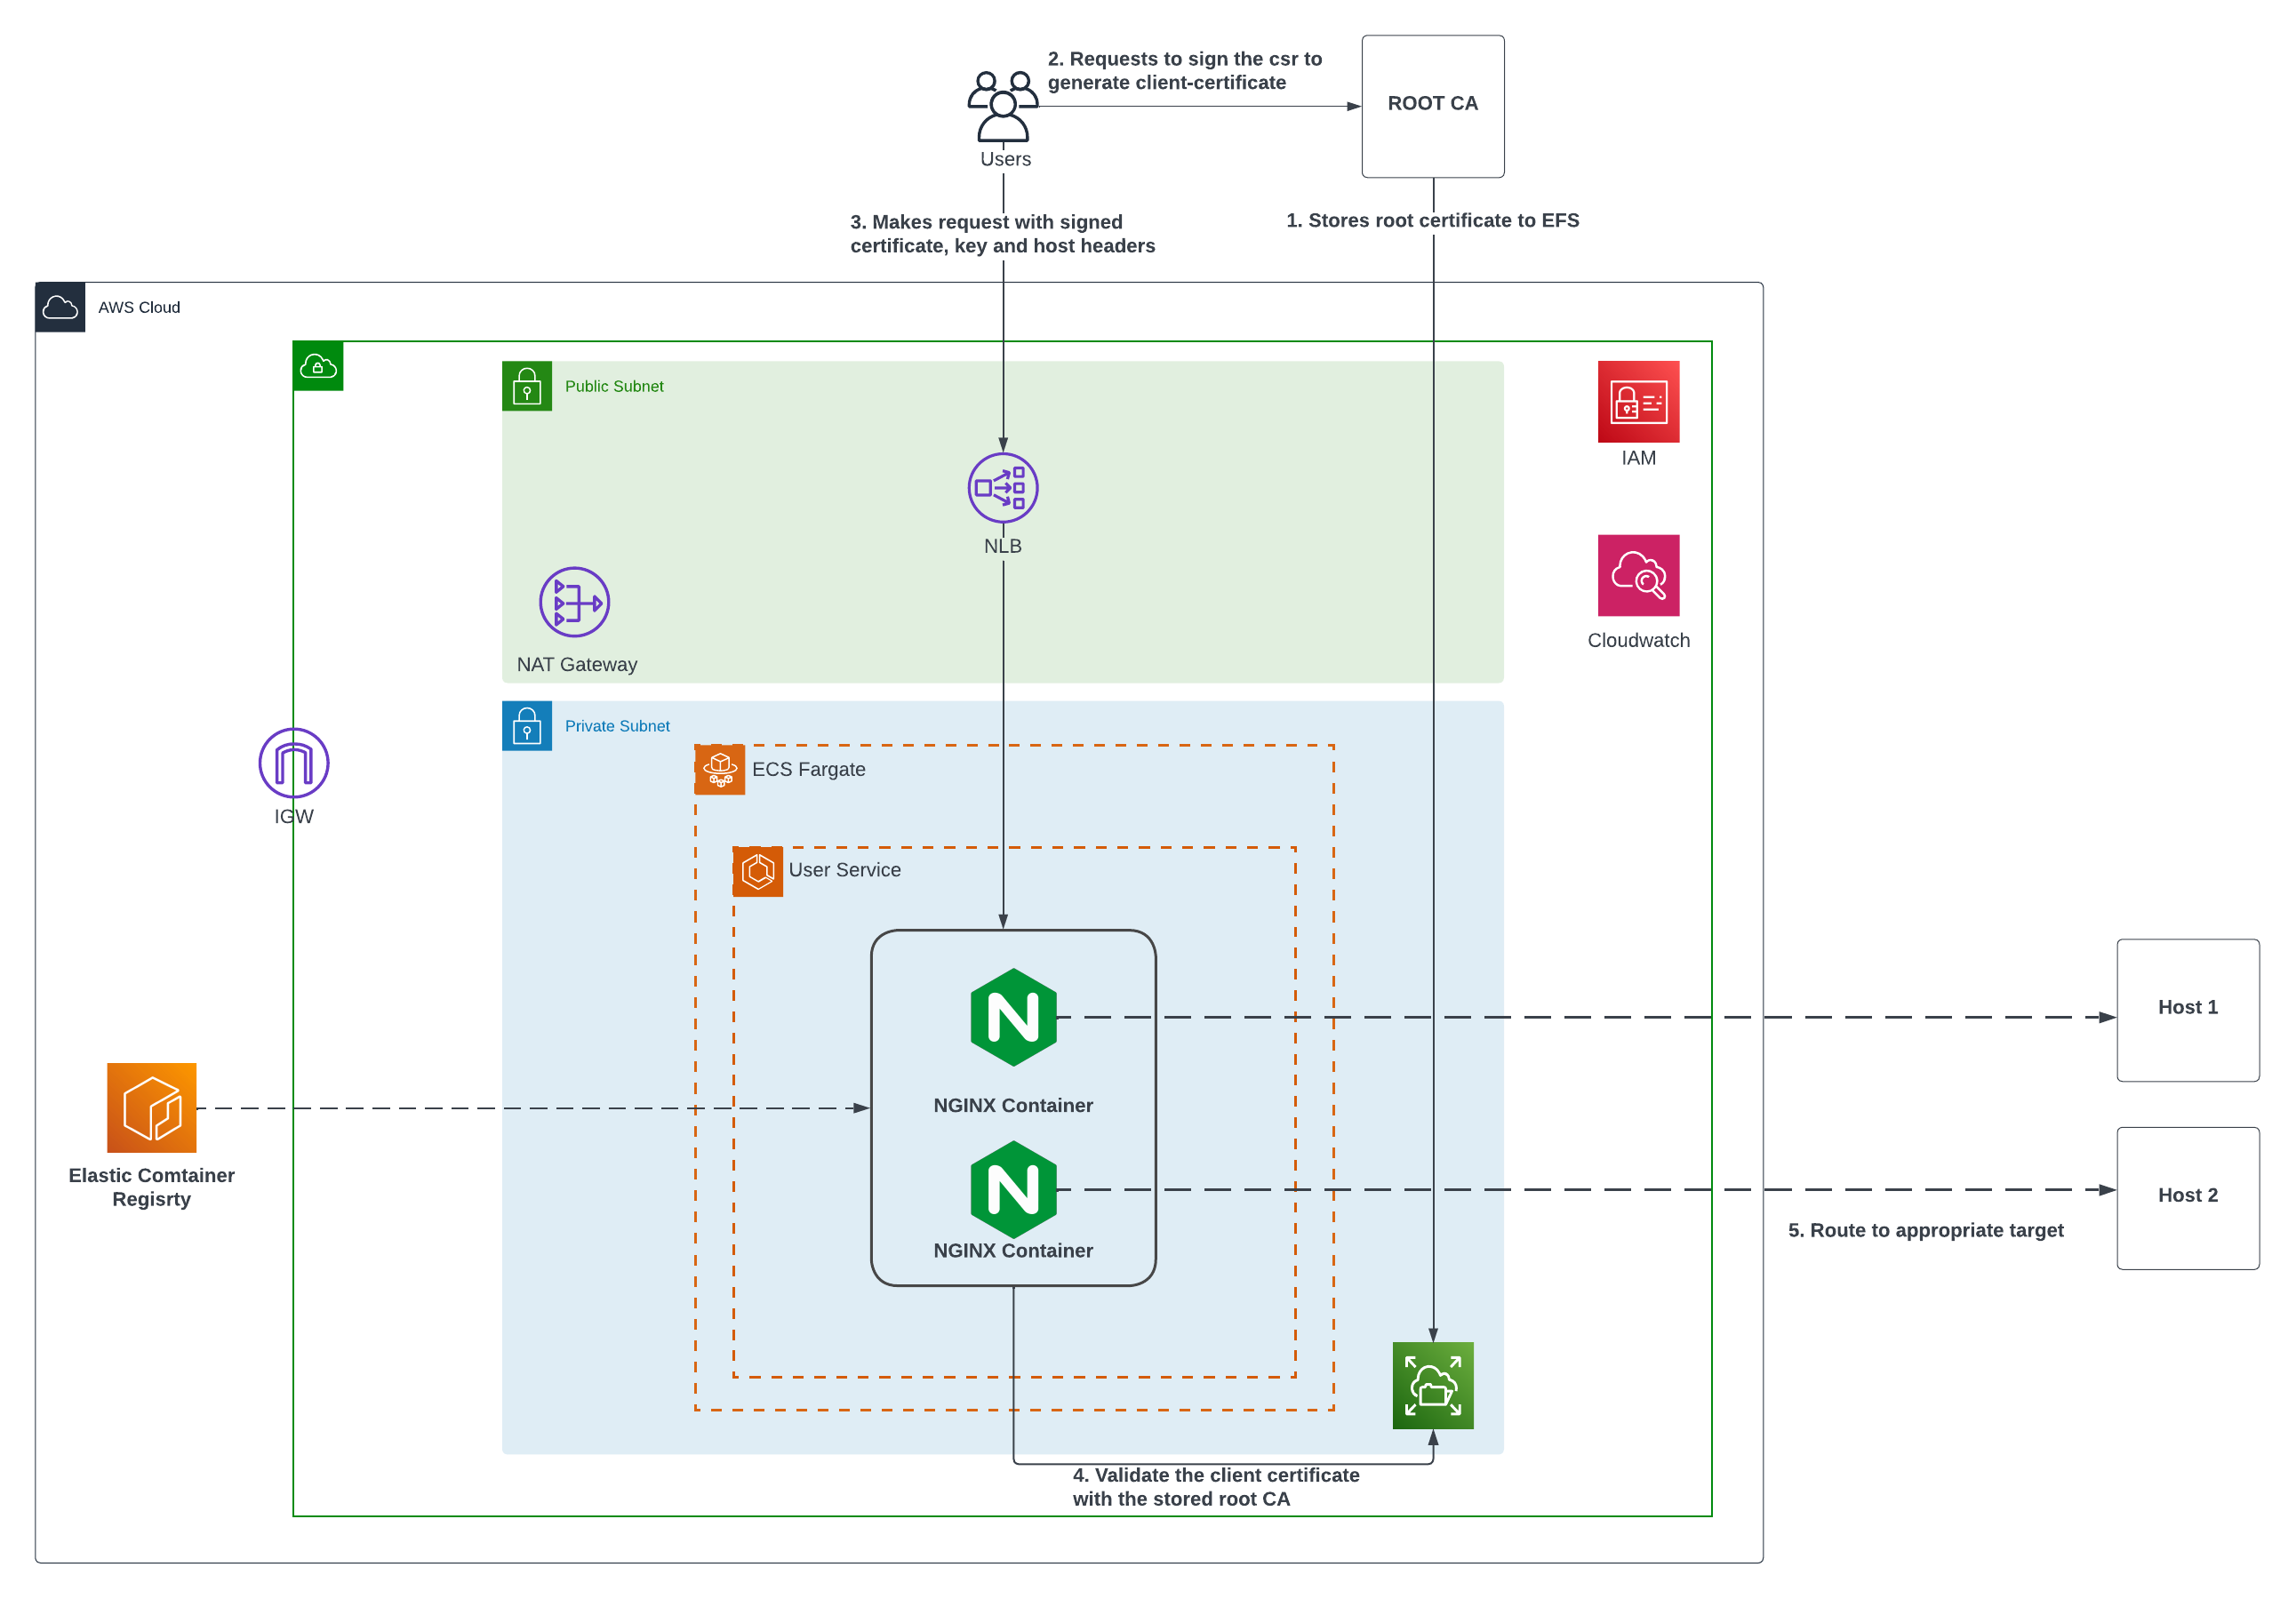 2. Requests to sign the csr to
generate client-certificate
ROOT CA
Users
3. Makes request with signed
certificate, key and host headers
1. Stores root certificate to EFS
AWS Cloud
Public Subnet
IAM
NLB
Cloudwatch
NAT Gateway
Private Subnet
ECS Fargate
IGW
User Service
Host 1
NGINX Container
Elastic Comtainer
Regisrty
Host 2
5. Route to appropriate target
NGINX Container
4. Validate the client certificate
with the stored root CA